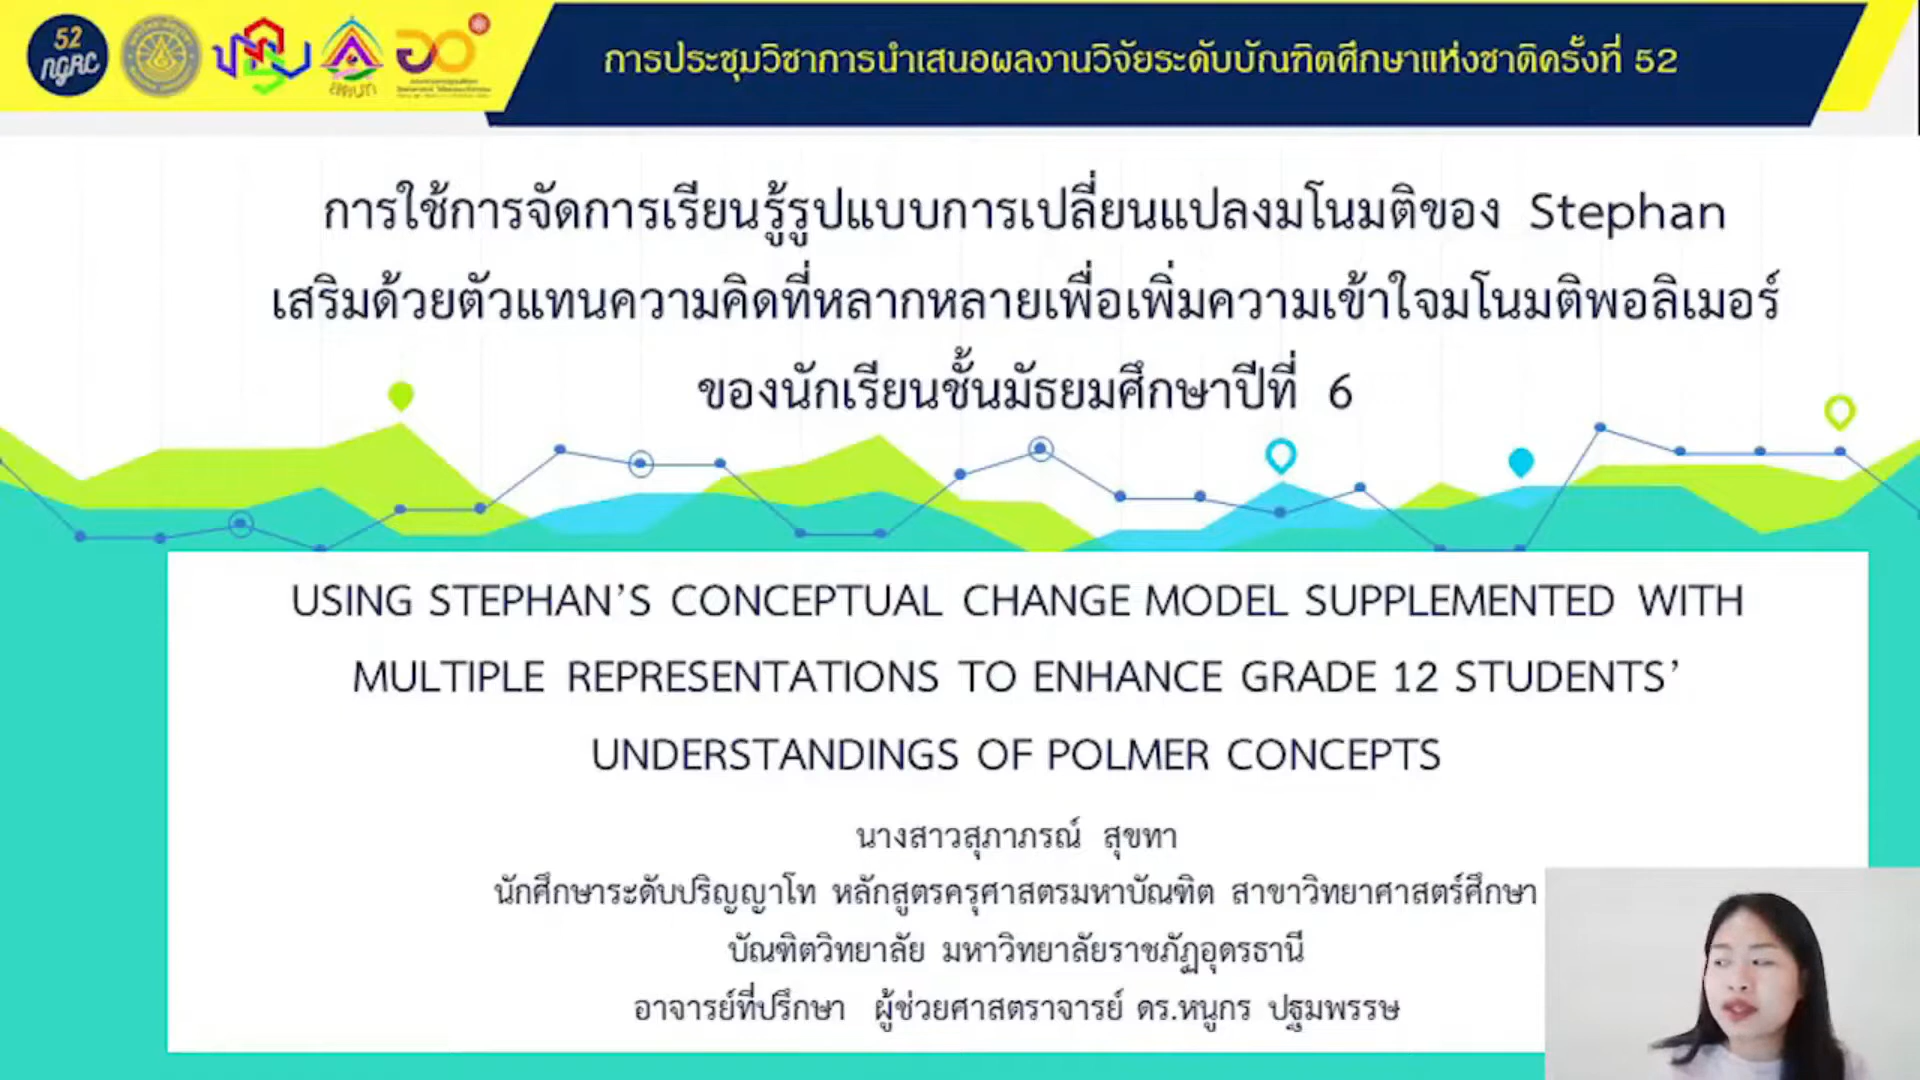 52
nGRC
การประชุมวิชาการนำเสนอผลงานวิจัยระดับบัณฑิตศึกษาแห่งชาติครั้งที่ 52
การใช้การจัดการเรียนรู้รูปแบบการเปลี่ยนแปลงมโนมติของ Stephan
เสริมด้วยตัวแทนความคิดที่หลากหลายเพื่อเพิ่มความเข้าใจมโนมติพอลิเมอร์
ของนักเรียนชั้นมัธยมศึกษาปีที่ 6
USING STEPHAN’S CONCEPTUAL CHANGE MODEL SUPPLEMENTED WITH
MULTIPLE REPRESENTATIONS TO ENHANCE GRADE 12 STUDENTS’
UNDERSTANDINGS OF POLMER CONCEPTS
นางสาวสุภาภรณ์ สุขทา
นักศึกษาระดับปริญญาโท หลักสูตรครุศาสตรมหาบัณฑิต สาขาวิทยาศาสตร์ศึกษา
บัณฑิตวิทยาลัย มหาวิทยาลัยราชภัฏอุดรธานี
อาจารย์ที่ปรึกษา ผู้ช่วยศาสตราจารย์ ดร.หนูกร ปฐมพรรษ